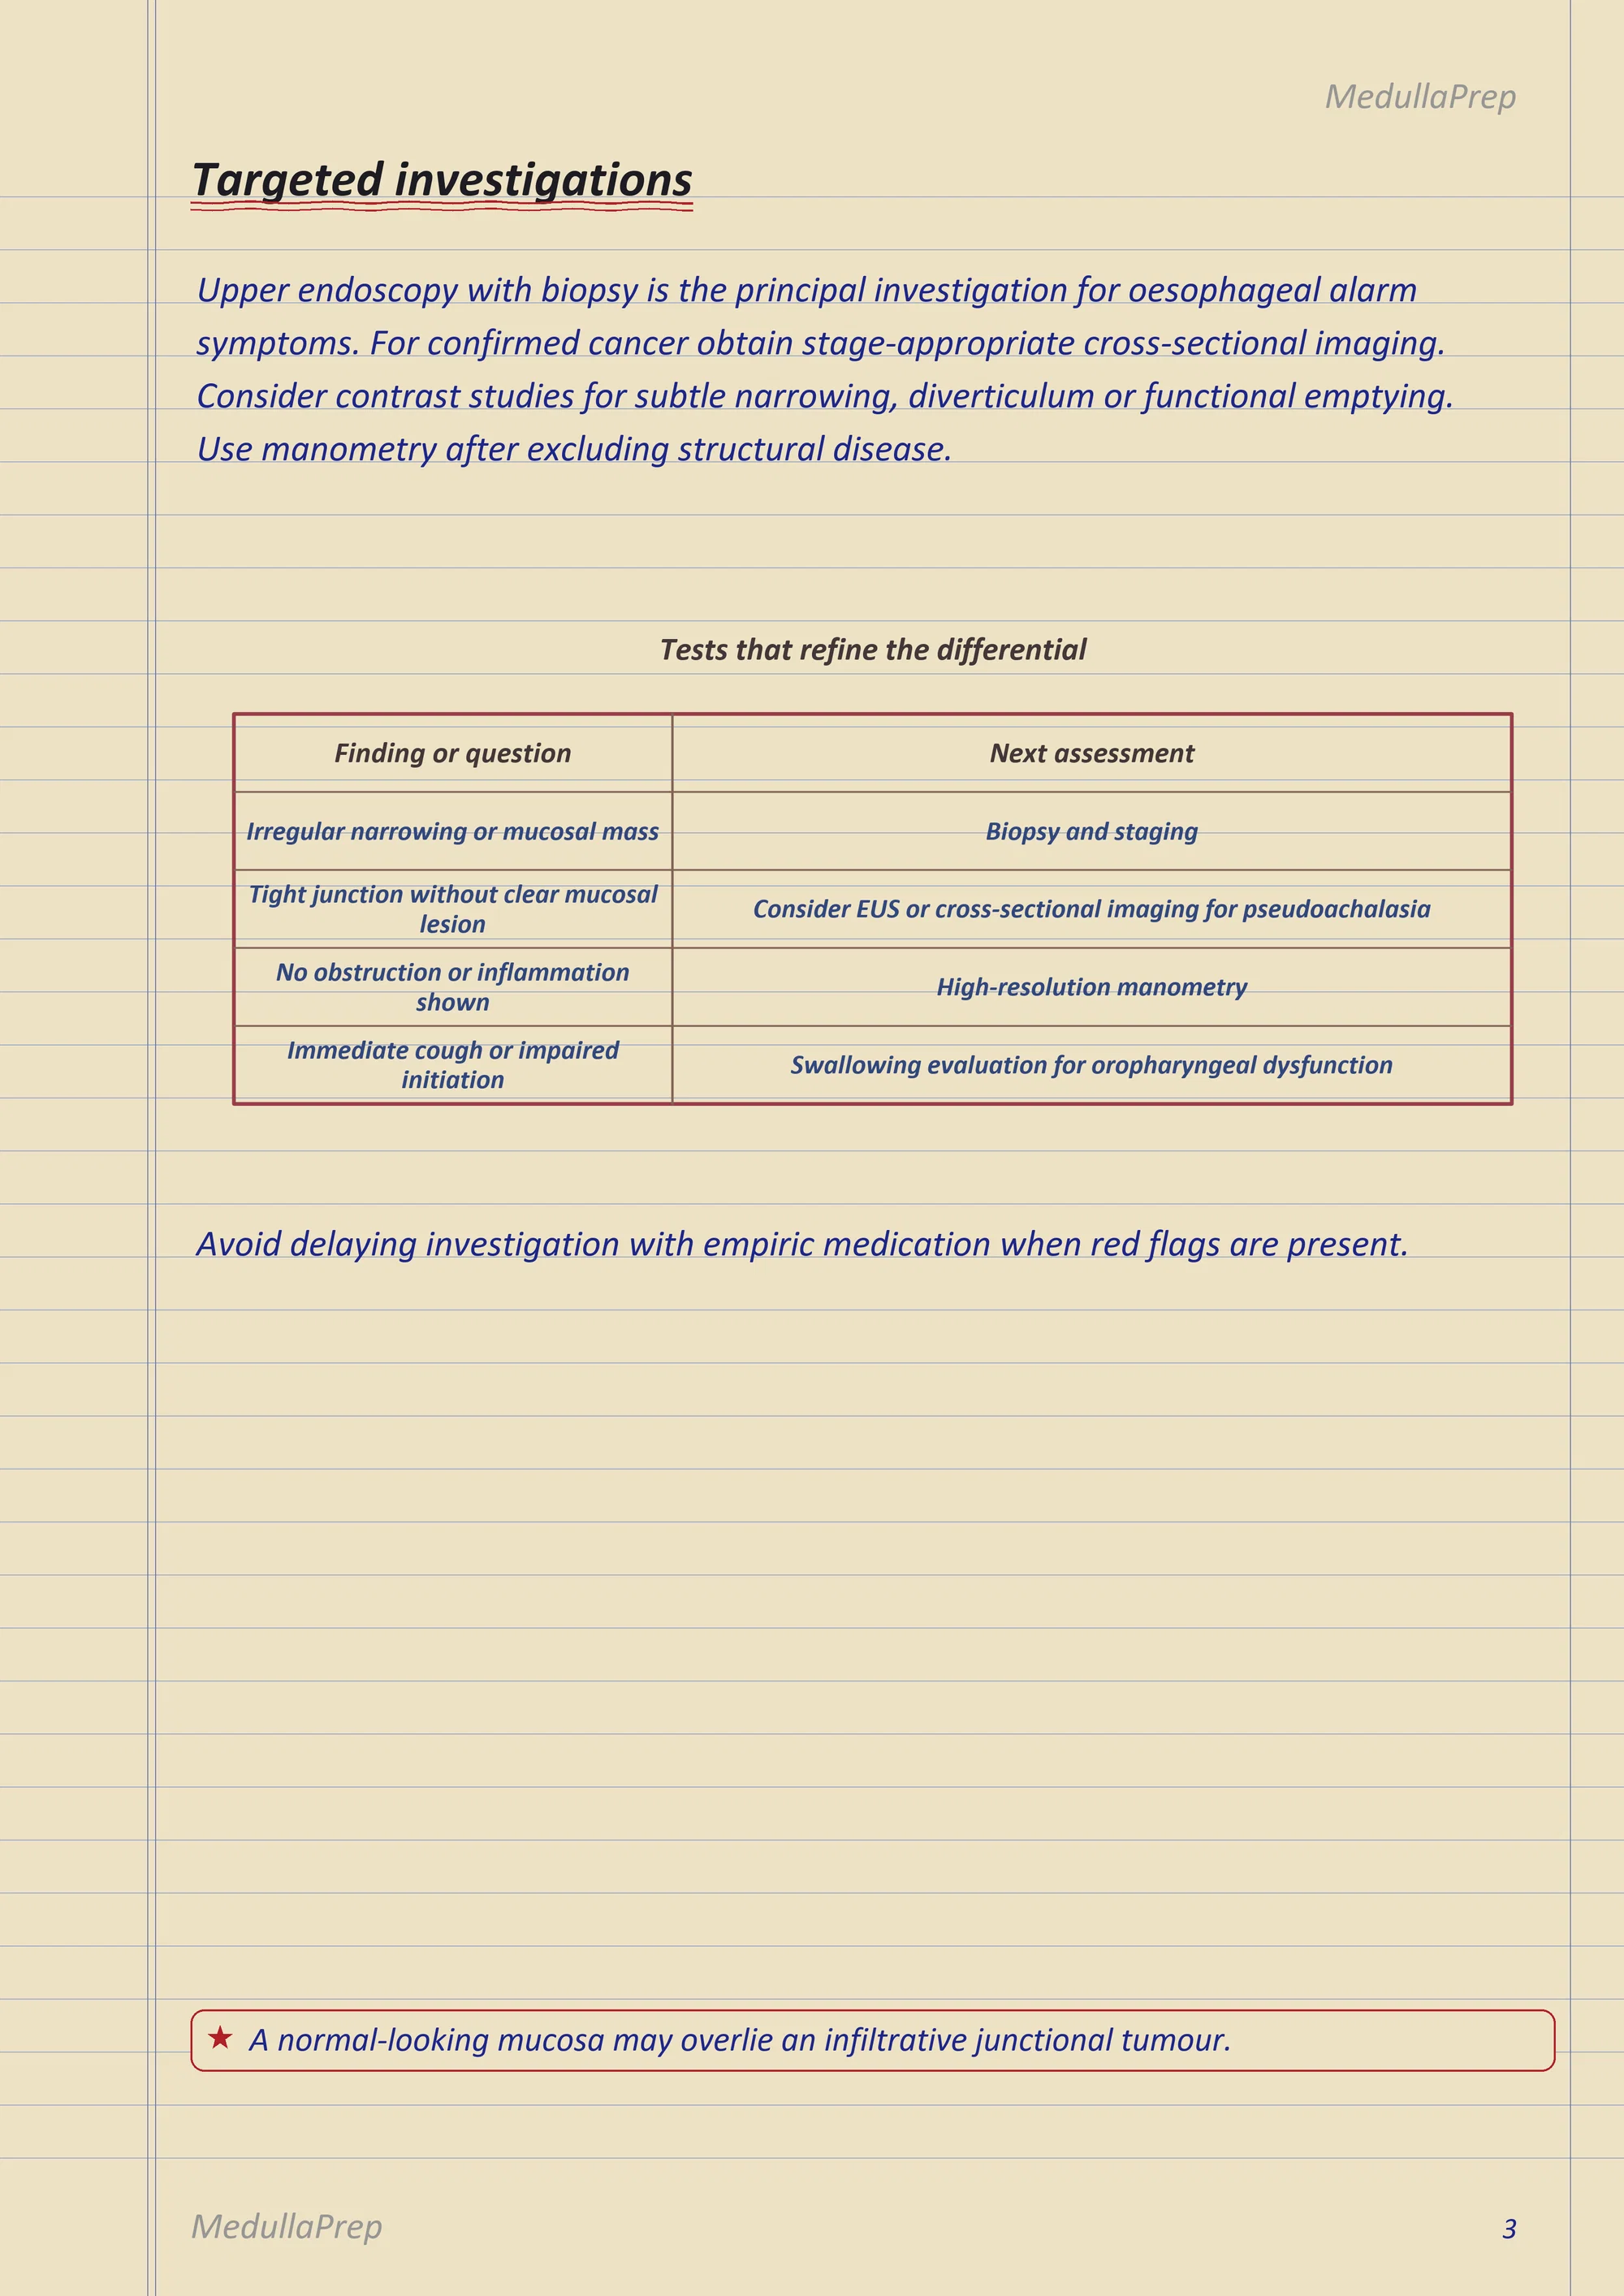 MedullaPrep
Targeted investigations
Upper endoscopy with biopsy is the principal investigation for oesophageal alarm
symptoms. For confirmed cancer obtain stage-appropriate cross-sectional imaging.
Consider contrast studies for subtle narrowing, diverticulum or functional emptying.
Use manometry after excluding structural disease.
Tests that refine the differential
Finding or question
Next assessment
Irregular narrowing or mucosal mass
Biopsy and staging
Tight junction without clear mucosal
lesion
Consider EUS or cross-sectional imaging for pseudoachalasia
No obstruction or inflammation
shown
High-resolution manometry
Immediate cough or impaired
initiation
Swallowing evaluation for oropharyngeal dysfunction
Avoid delaying investigation with empiric medication when red flags are present.
★ A normal-looking mucosa may overlie an infiltrative junctional tumour.
MedullaPrep
3